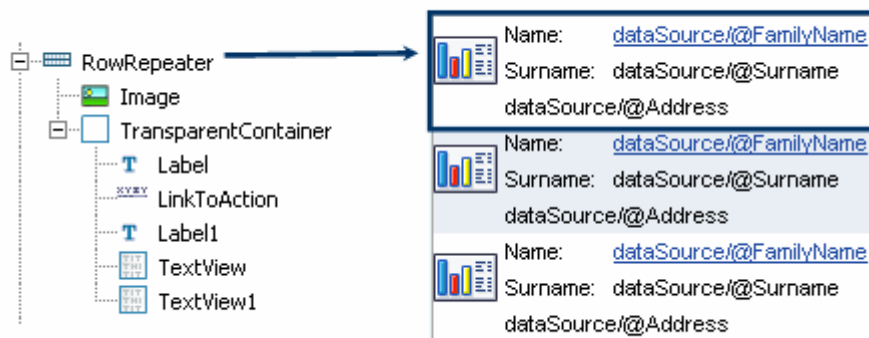 RowRepeater
Image
TransparentContainer
T Label
XYZY LinkToAction
T Label1
TextView
TextView1
Name: dataSource/@FamilyName
Surname: dataSource/@Surname
dataSource/@Address
Name: dataSource/@FamilyName
Surname: dataSource/@Surname
dataSource/@Address
Name: dataSource/@FamilyName
Surname: dataSource/@Surname
dataSource/@Address